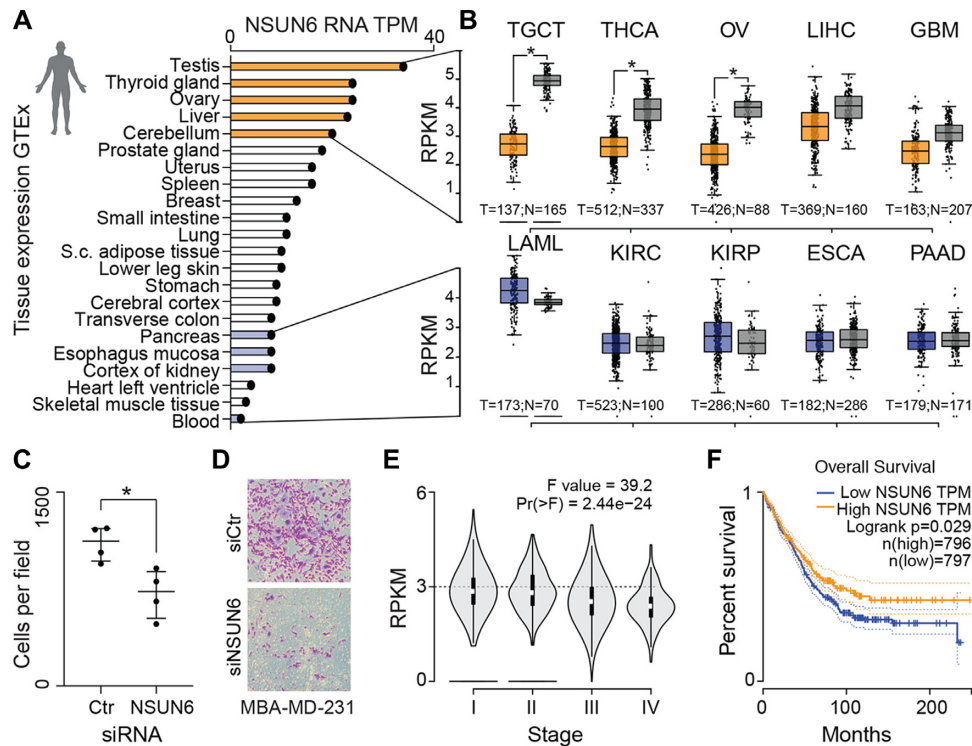 A
NSUN6 RNA TPM
0
40
Tissue expression GTEx
Testis
Thyroid gland
Ovary
Liver
Cerebellum
Prostate gland
Uterus
Spleen
Breast
Small intestine
Lung
S.c. adipose tissue
Lower leg skin
Stomach
Cerebral cortex
Transverse colon
Pancreas
Esophagus mucosa
Cortex of kidney
Heart left ventricle
Skeletal muscle tissue
Blood
B
TGCT
THCA
OV
LIHC
GBM
*
*
*
RPKM
5
4
3
2
1
T=137;N=165
T=512;N=337
T=426;N=88
T=369;N=160
T=163;N=207
LAML
KIRC
KIRP
ESCA
PAAD
RPKM
4
3
2
1
T=173;N=70
T=523;N=100
T=286;N=60
T=182;N=286
T=179;N=171
C
*
Cells per field
1500
0
Ctr
NSUN6
siRNA
D
siCtr
siNSUN6
MBA-MD-231
E
F value = 39.2
Pr(>F) = 2.44e−24
RPKM
6
3
0
I
II
III
IV
Stage
F
Overall Survival
Low NSUN6 TPM
High NSUN6 TPM
Logrank p=0.029
n(high)=796
n(low)=797
Percent survival
1
0
0
100
200
Months